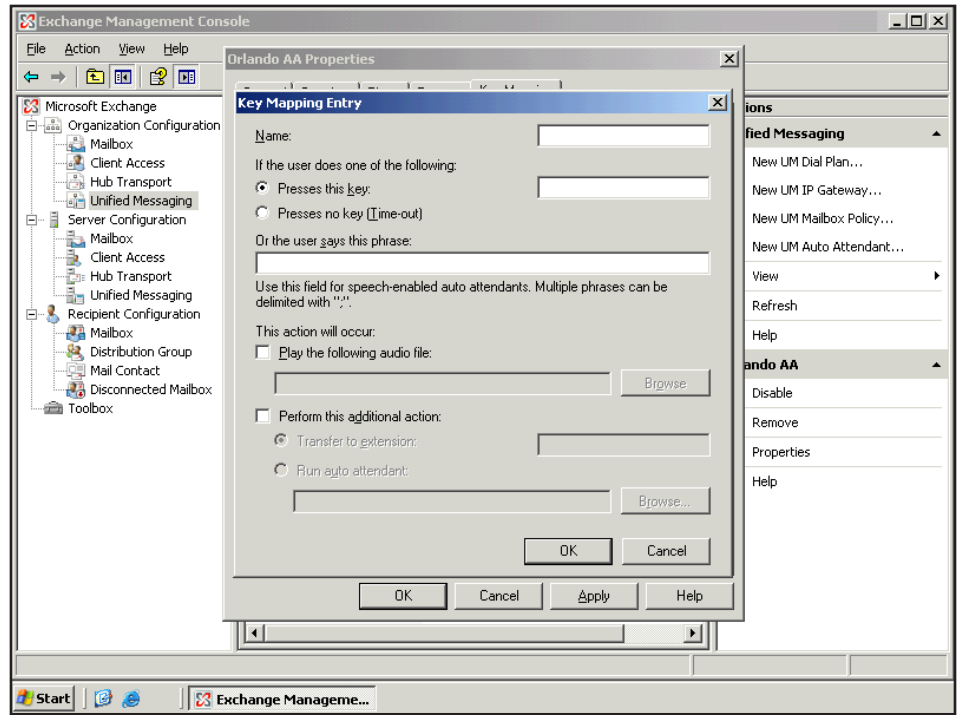 Exchange Management Console
File Action View Help
Orlando AA Properties
Key Mapping Entry
Microsoft Exchange
Organization Configuration
Mailbox
Client Access
Hub Transport
Unified Messaging
Server Configuration
Mailbox
Client Access
Hub Transport
Unified Messaging
Recipient Configuration
Mailbox
Distribution Group
Mail Contact
Disconnected Mailbox
Toolbox
Name:
If the user does one of the following:
Presses this key:
Presses no key (Time-out)
Or the user says this phrase:
Use this field for speech-enabled auto attendants. Multiple phrases can be
delimited with ";".
This action will occur:
Play the following audio file:
Browse
Perform this additional action:
Transfer to extension:
Run auto attendant:
Browse...
OK Cancel
OK Cancel Apply Help
ions
fied Messaging
New UM Dial Plan...
New UM IP Gateway...
New UM Mailbox Policy...
New UM Auto Attendant...
View
Refresh
Help
ando AA
Disable
Remove
Properties
Help
Start Exchange Manageme...